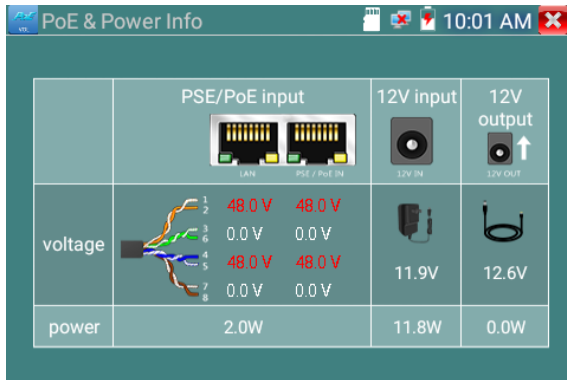 PoE & Power Info
10:01 AM
PSE/PoE input
12V input
12V
output
LAN
PSE / PoE IN
12V IN
12V OUT
voltage
1
2
48.0 V
48.0 V
3
6
0.0 V
0.0 V
4
5
48.0 V
48.0 V
7
8
0.0 V
0.0 V
11.9V
12.6V
power
2.0W
11.8W
0.0W